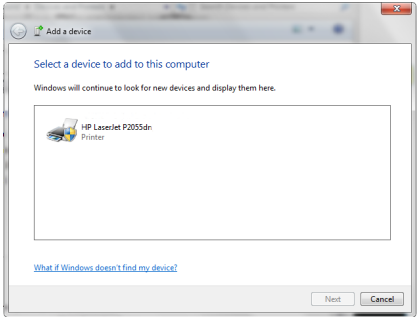 Add a device
Select a device to add to this computer
Windows will continue to look for new devices and display them here.
HP LaserJet P2055dn
Printer
What if Windows doesn't find my device?
Next Cancel